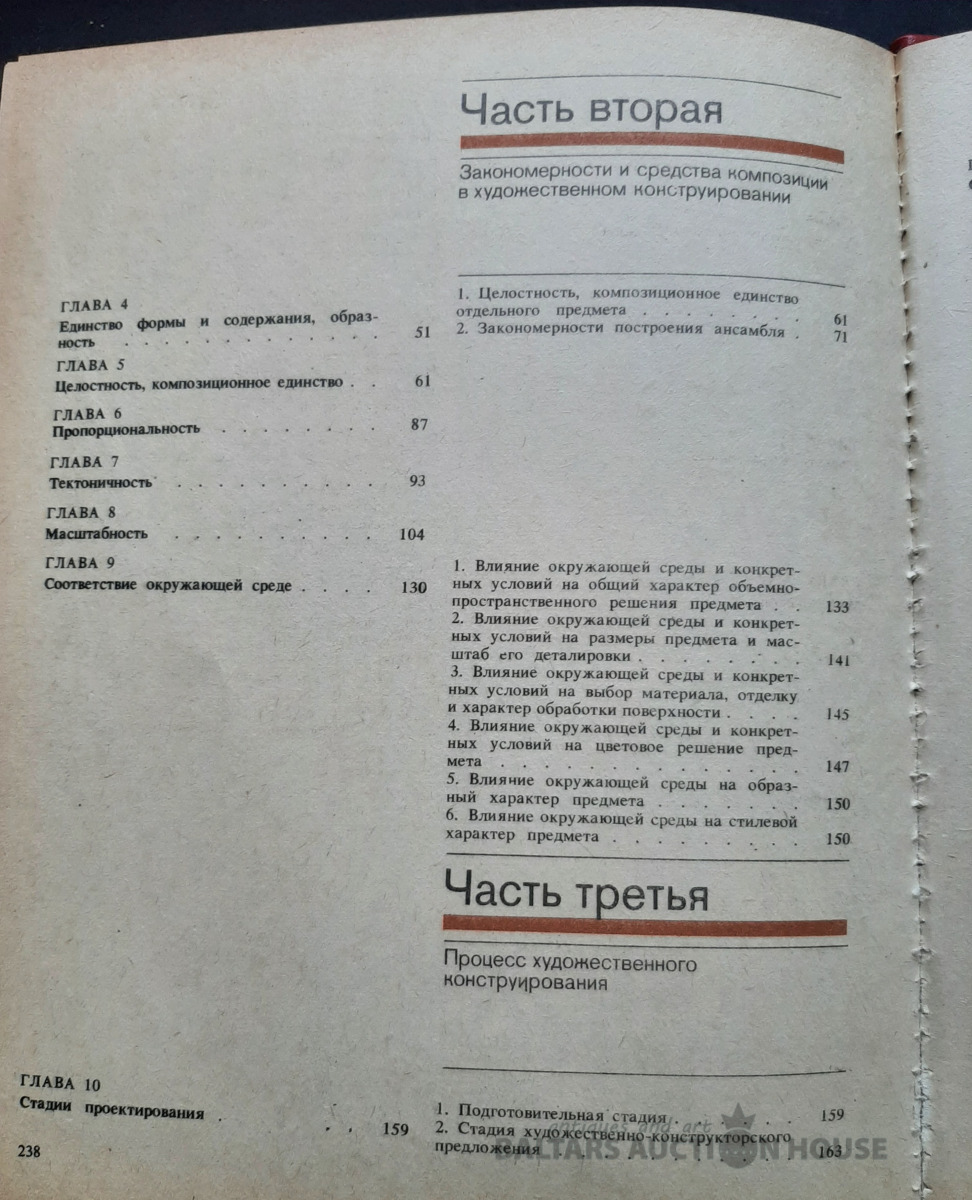 Часть вторая
Закономерности и средства композиции
в художественном конструировании
ГЛАВА 4
Единство формы и содержания, образ-
ность . . . . . . . . . . . . . 51
ГЛАВА 5
Целостность, композиционное единство . . 61
1. Целостность, композиционное единство
отдельного предмета . . . . . . . . 61
2. Закономерности построения ансамбля . 71
ГЛАВА 6
Пропорциональность . . . . . . . . 87
ГЛАВА 7
Тектоничность . . . . . . . . . . 93
ГЛАВА 8
Масштабность . . . . . . . . . . 104
ГЛАВА 9
Соответствие окружающей среде . . . . 130
1. Влияние окружающей среды и конкрет-
ных условий на общий характер объемно-
пространственного решения предмета . . 133
2. Влияние окружающей среды и конкрет-
ных условий на размеры предмета и мас-
штаб его деталировки . . . . . . . . 141
3. Влияние окружающей среды и конкрет-
ных условий на выбор материала, отделку
и характер обработки поверхности . . . . 145
4. Влияние окружающей среды и конкрет-
ных условий на цветовое решение пред-
мета . . . . . . . . . . . . . . 147
5. Влияние окружающей среды на образ-
ный характер предмета . . . . . . . 150
6. Влияние окружающей среды на стилевой
характер предмета . . . . . . . . . 150
Часть третья
Процесс художественного
конструирования
ГЛАВА 10
Стадии проектирования . . . 159
1. Подготовительная стадия . . . . . . 159
2. Стадия художественно-конструкторского
предложения . . . . . . . . . . . 163
238
antiques and art
BALTARS AUCTION HOUSE